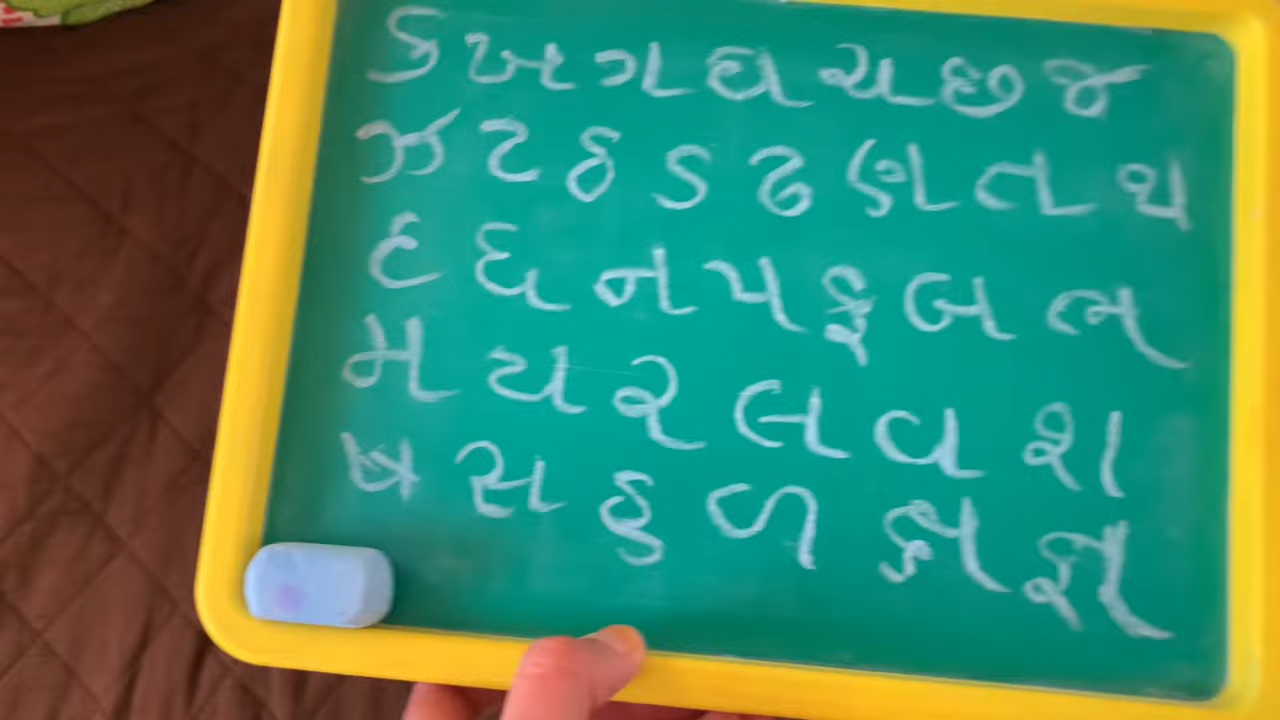 ક ખ ગ ઘ ચ છ જ
ઝ ટ ઠ ડ ઢ ણ ત થ
દ ધ ન પ ફ બ ભ
મ ય ર લ વ શ
ષ સ હ ળ ક્ષ જ્ઞ